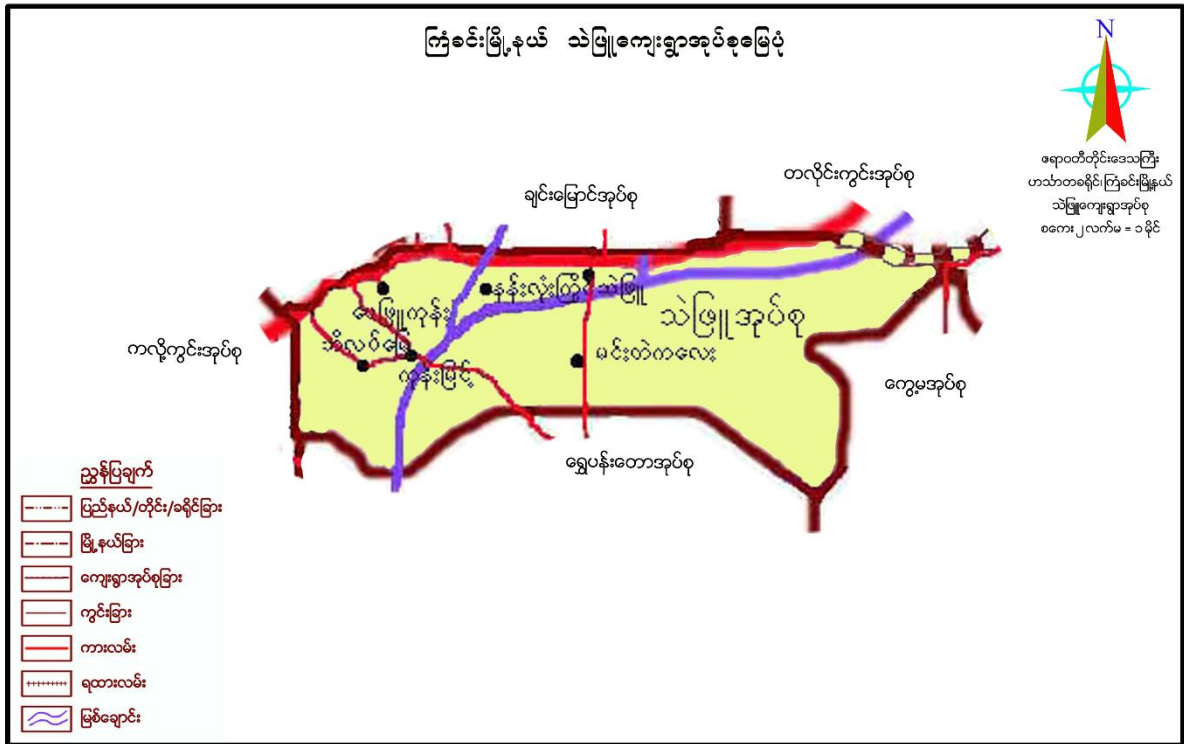 ကြံခင်းမြို့နယ် သဲဖြူကျေးရွာအုပ်စုမြေပုံ
N
ဧရာဝတီတိုင်းဒေသကြီး
ဟင်္သာတခရိုင်၊ကြံခင်းမြို့နယ်
သဲဖြူကျေးရွာအုပ်စု
စကေး၂လက်မ = ၁မိုင်
တလိုင်းကွင်းအုပ်စု
ချင်းမြောင်အုပ်စု
နန်းလုံးကြိုင်
သဲဖြူ
သဲဖြူအုပ်စု
ကလို့ကွင်းအုပ်စု
မင်းတဲကလေး
ကုန်းမြင့်
ကွေ့မအုပ်စု
ရွှေပန်းတောအုပ်စု
ညွှန်ပြချက်
ပြည်နယ်/တိုင်း/ခရိုင်ခြား
မြို့နယ်ခြား
ကျေးရွာအုပ်စုခြား
ကွင်းခြား
ကားလမ်း
ရထားလမ်း
မြစ်ချောင်း